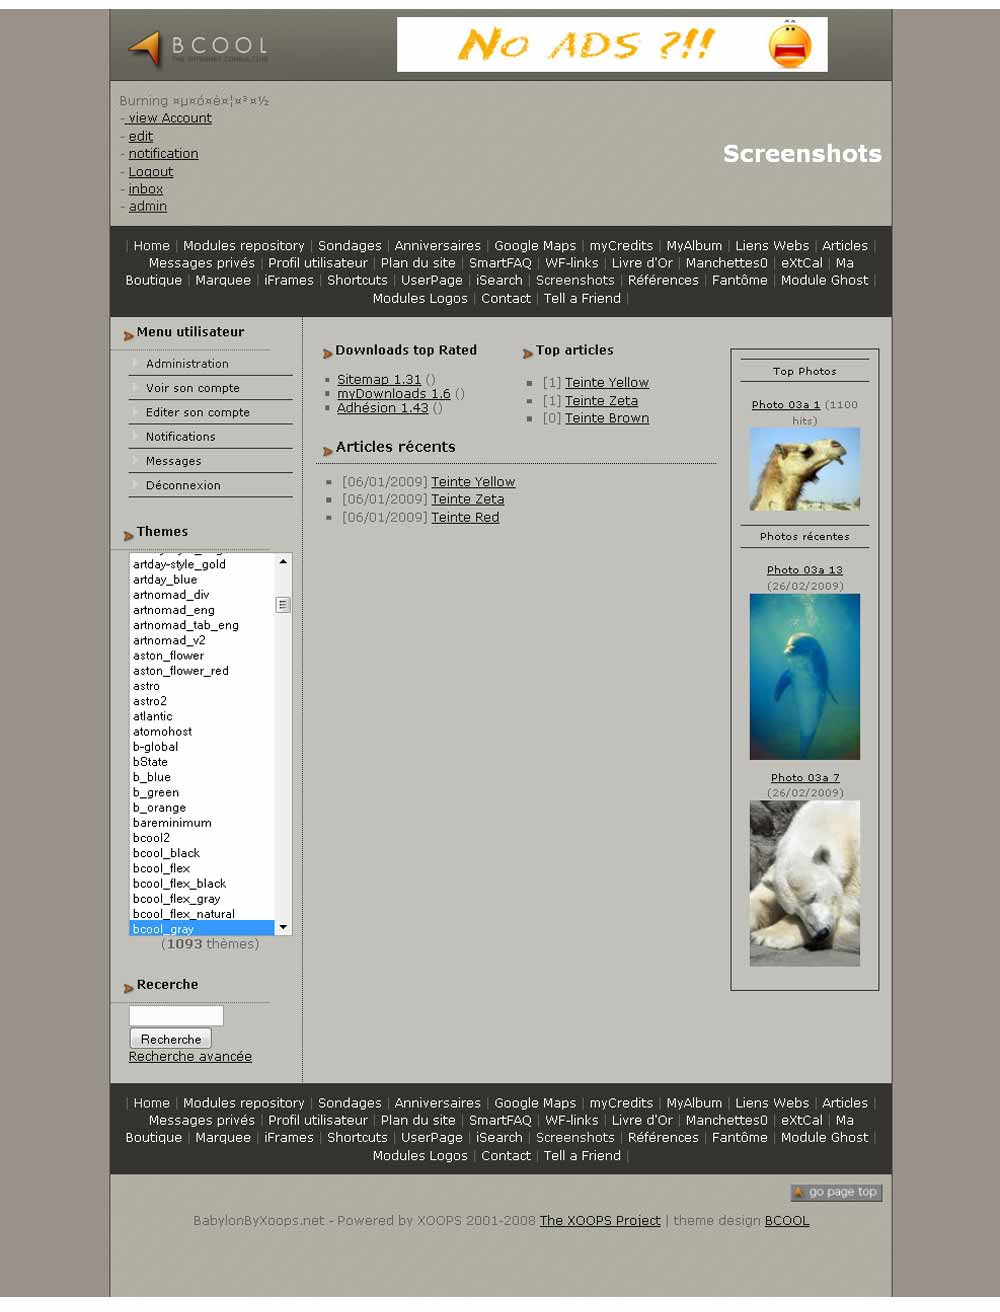 BCOOL
THE INTERNET CONSULTING
No ADS ?!!
Burning ¤µ¤ó¤è¤¦¤³¤½
- view Account
- edit
- notification
- Logout
- inbox
- admin
Screenshots
| Home | Modules repository | Sondages | Anniversaires | Google Maps | myCredits | MyAlbum | Liens Webs | Articles |
Messages privés | Profil utilisateur | Plan du site | SmartFAQ | WF-links | Livre d'Or | Manchettes0 | eXtCal | Ma
Boutique | Marquee | iFrames | Shortcuts | UserPage | iSearch | Screenshots | Références | Fantôme | Module Ghost |
Modules Logos | Contact | Tell a Friend |
Menu utilisateur
Administration
Voir son compte
Editer son compte
Notifications
Messages
Déconnexion
Themes
artday-style_gold
artday_blue
artnomad_div
artnomad_eng
artnomad_tab_eng
artnomad_v2
aston_flower
aston_flower_red
astro
astro2
atlantic
atomohost
b-global
bState
b_blue
b_green
b_orange
bareminimum
bcool2
bcool_black
bcool_flex
bcool_flex_black
bcool_flex_gray
bcool_flex_natural
bcool_gray
(1093 thèmes)
Recerche
Recherche
Recherche avancée
Downloads top Rated
Sitemap 1.31 ()
myDownloads 1.6 ()
Adhésion 1.43 ()
Top articles
[1] Teinte Yellow
[1] Teinte Zeta
[0] Teinte Brown
Articles récents
[06/01/2009] Teinte Yellow
[06/01/2009] Teinte Zeta
[06/01/2009] Teinte Red
Top Photos
Photo 03a 1 (1100
hits)
Photos récentes
Photo 03a 13
(26/02/2009)
Photo 03a 7
(26/02/2009)
| Home | Modules repository | Sondages | Anniversaires | Google Maps | myCredits | MyAlbum | Liens Webs | Articles |
Messages privés | Profil utilisateur | Plan du site | SmartFAQ | WF-links | Livre d'Or | Manchettes0 | eXtCal | Ma
Boutique | Marquee | iFrames | Shortcuts | UserPage | iSearch | Screenshots | Références | Fantôme | Module Ghost |
Modules Logos | Contact | Tell a Friend |
go page top
BabylonByXoops.net - Powered by XOOPS 2001-2008 The XOOPS Project | theme design BCOOL